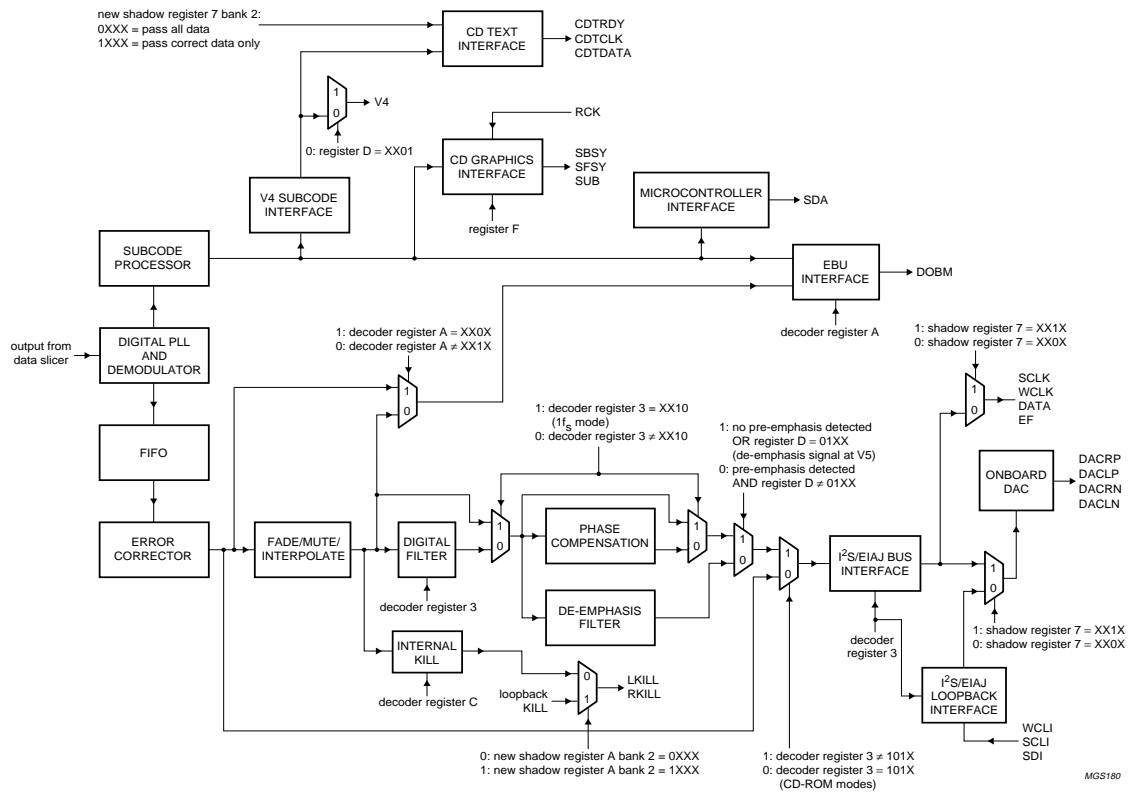 new shadow register 7 bank 2:
0XXX = pass all data
1XXX = pass correct data only
CD TEXT
INTERFACE
CDTRDY
CDTCLK
CDTDATA
1
0
V4
0: register D = XX01
RCK
CD GRAPHICS
INTERFACE
SBSY
SFSY
SUB
register F
V4 SUBCODE
INTERFACE
MICROCONTROLLER
INTERFACE
SDA
SUBCODE
PROCESSOR
EBU
INTERFACE
DOBM
decoder register A
output from
data slicer
DIGITAL PLL
AND
DEMODULATOR
1: decoder register A = XX0X
0: decoder register A ≠ XX1X
1
0
1: shadow register 7 = XX1X
0: shadow register 7 = XX0X
1
0
SCLK
WCLK
DATA
EF
FIFO
1: decoder register 3 = XX10
(1fs mode)
0: decoder register 3 ≠ XX10
1: no pre-emphasis detected
OR register D = 01XX
(de-emphasis signal at V5)
0: pre-emphasis detected
AND register D ≠ 01XX
ONBOARD
DAC
DACRP
DACLP
DACRN
DACLN
ERROR
CORRECTOR
FADE/MUTE/
INTERPOLATE
DIGITAL
FILTER
decoder register 3
1
0
PHASE
COMPENSATION
1
0
1
0
1
0
I2S/EIAJ BUS
INTERFACE
1
0
DE-EMPHASIS
FILTER
decoder
register 3
1: shadow register 7 = XX1X
0: shadow register 7 = XX0X
INTERNAL
KILL
decoder register C
loopback
KILL
0
1
LKILL
RKILL
I2S/EIAJ
LOOPBACK
INTERFACE
WCLI
SCLI
SDI
0: new shadow register A bank 2 = 0XXX
1: new shadow register A bank 2 = 1XXX
1: decoder register 3 ≠ 101X
0: decoder register 3 = 101X
(CD-ROM modes)
MGS180